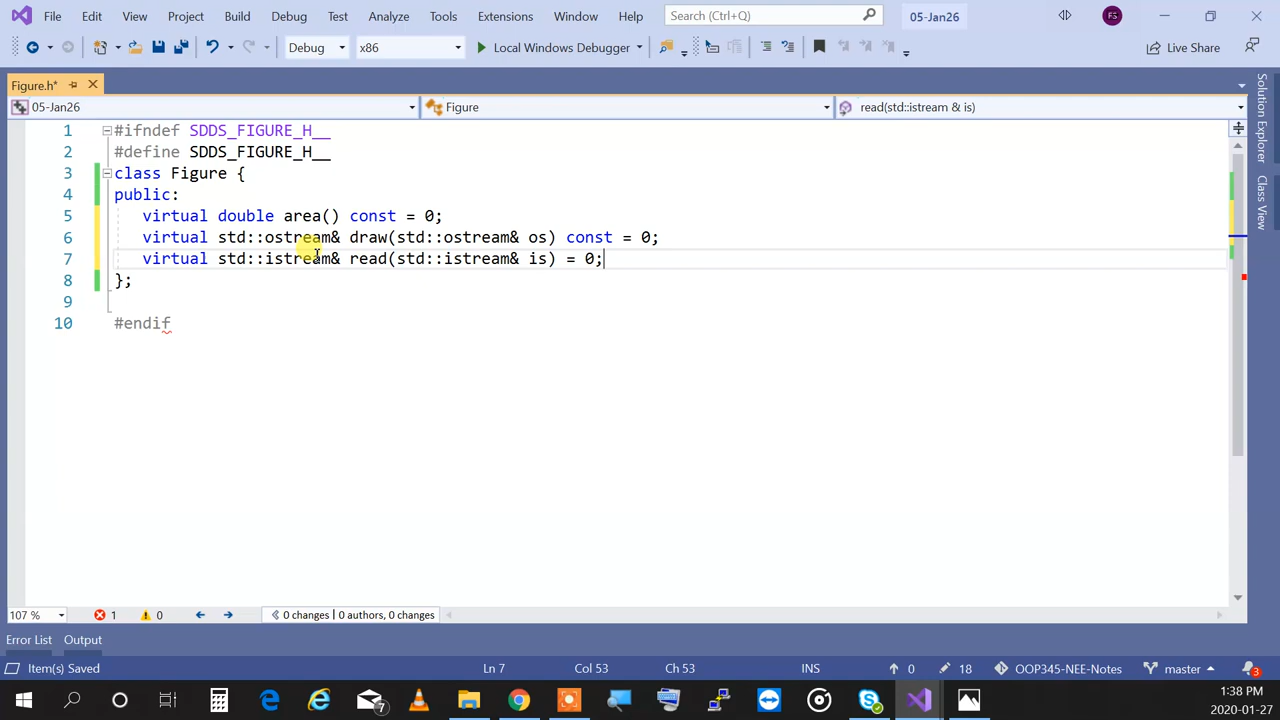 File Edit View Project Build Debug Test Analyze Tools Extensions Window Help Search (Ctrl+Q) 05-Jan26 FS
Debug x86 Local Windows Debugger Live Share
Figure.h*
05-Jan26 Figure read(std::istream & is)
1 #ifndef SDDS_FIGURE_H__
2 #define SDDS_FIGURE_H__
3 class Figure {
4 public:
5 virtual double area() const = 0;
6 virtual std::ostream& draw(std::ostream& os) const = 0;
7 virtual std::istream& read(std::istream& is) = 0;
8 };
9
10 #endif
Solution Explorer
Class View
107 % 1 0 0 changes | 0 authors, 0 changes
Error List Output
Item(s) Saved Ln 7 Col 53 Ch 53 INS 0 18 OOP345-NEE-Notes master 3
7
1:38 PM
2020-01-27